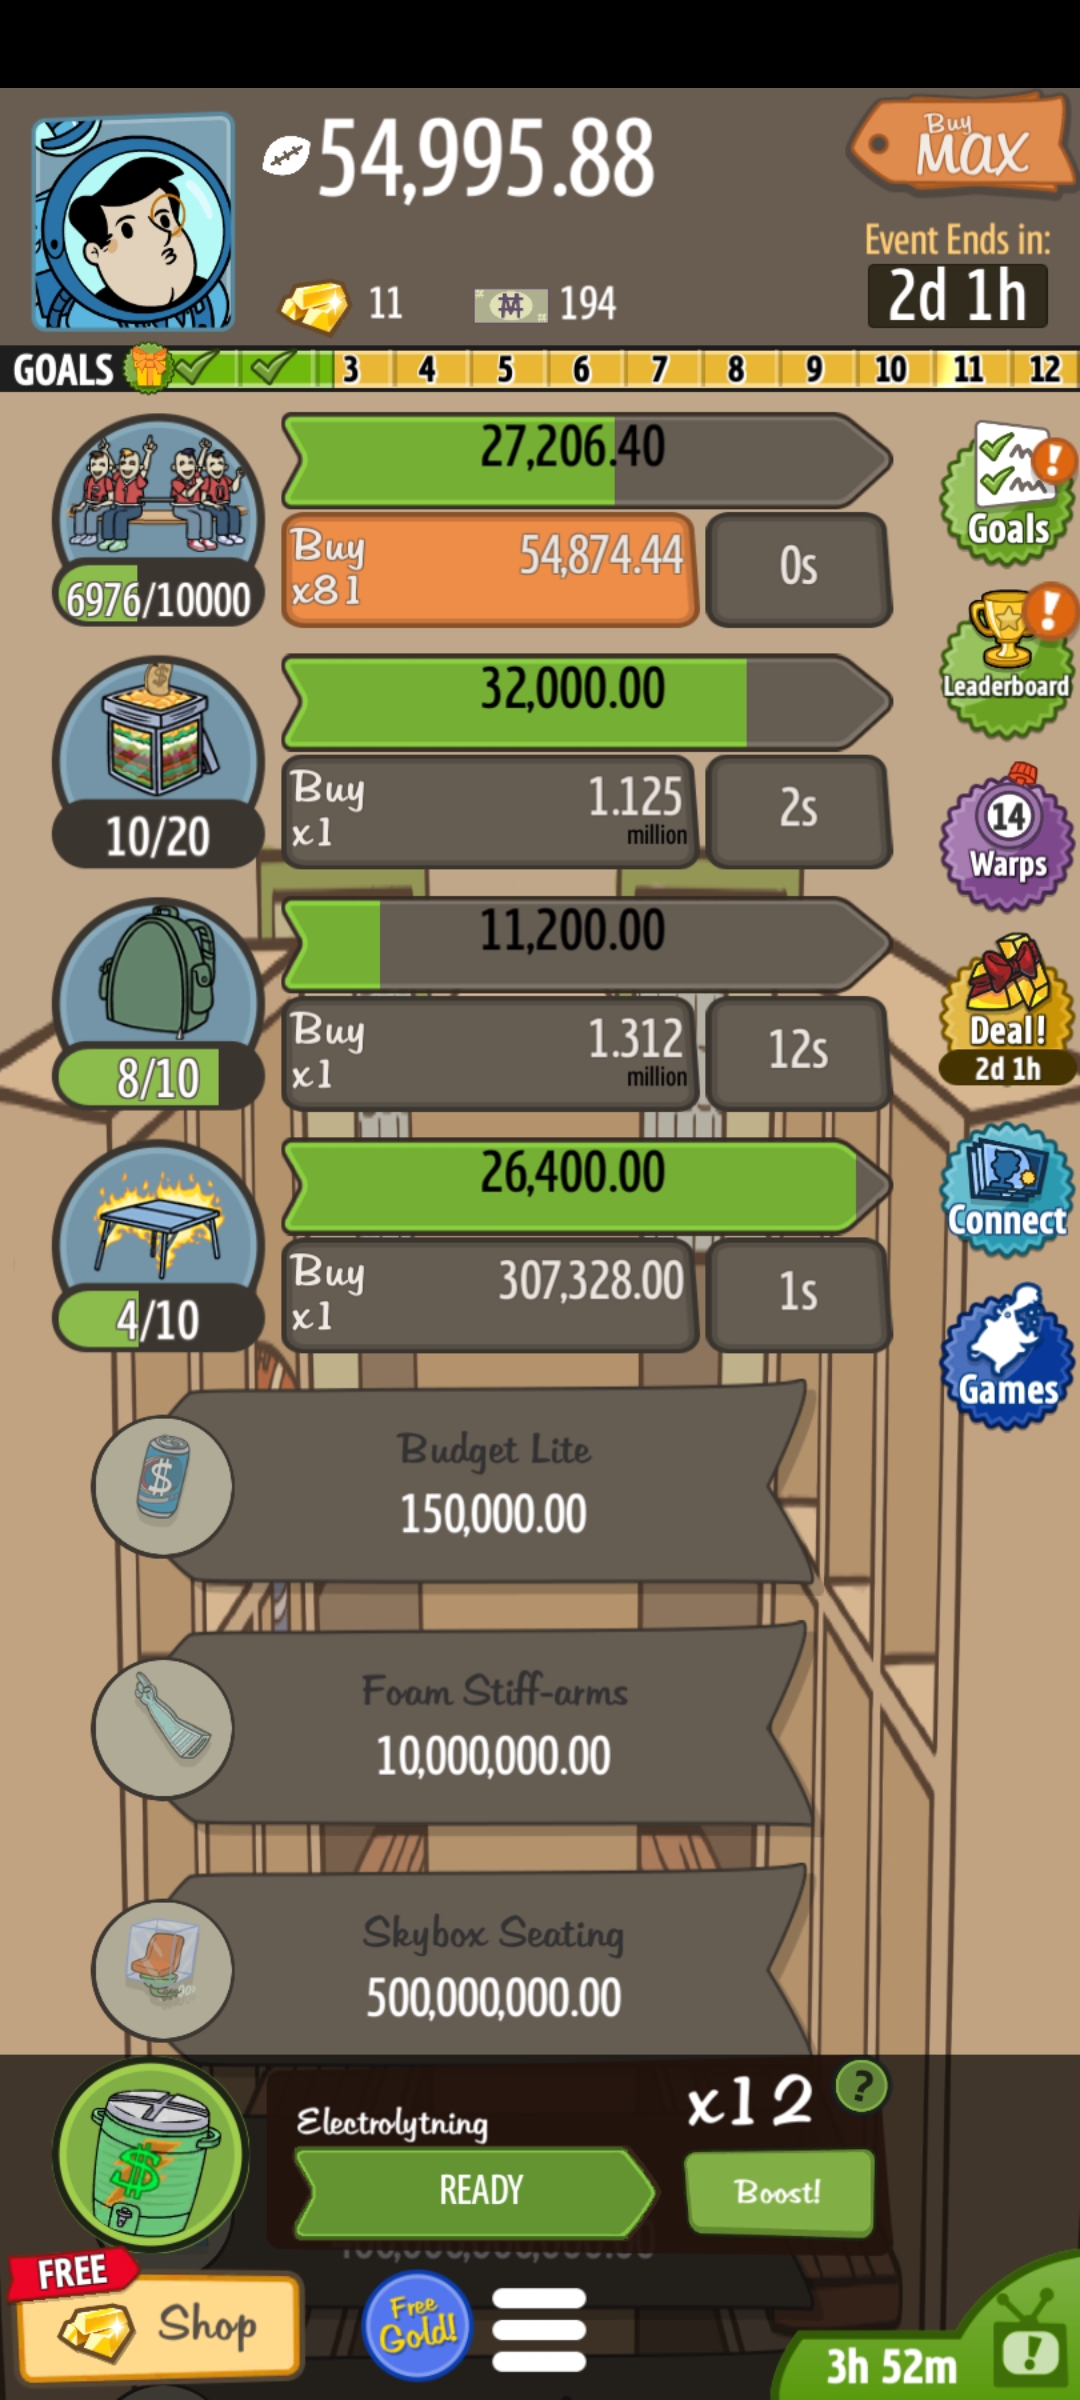 54,995.88
Buy
MAX
Event Ends in:
2d 1h
11
194
GOALS 3 4 5 6 7 8 9 10 11 12
27,206.40
Buy
x81
54,874.44
0s
6976/10000
Goals
32,000.00
Buy
x1
1.125
million
2s
10/20
Leaderboard
14
Warps
11,200.00
Buy
x1
1.312
million
12s
8/10
Deal!
2d 1h
26,400.00
Buy
x1
307,328.00
1s
4/10
Connect
Games
Budget Lite
150,000.00
Foam Stiff-arms
10,000,000.00
Skybox Seating
500,000,000.00
Electrolytning
x12
?
READY
Boost!
FREE
Shop
Free
Gold!
3h 52m